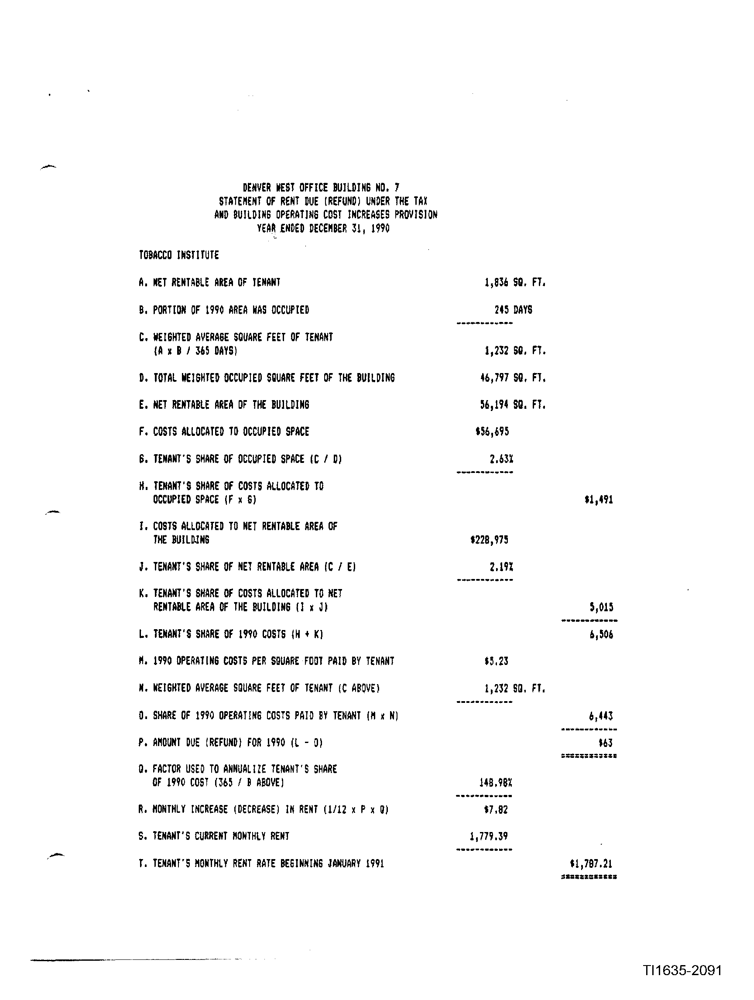 DENVER WEST OFFICE BUILDING NO. 7
STATEMENT OF RENT DUE (REFUND) UNDER THE TAX
AND BUILDING OPERATING COST INCREASES PROVISION
YEAR ENDED DECEMBER 31, 1990
TOBACCO INSTITUTE
A. NET RENTABLE AREA OF TENANT 1,836 SQ. FT.
B. PORTION OF 1990 AREA WAS OCCUPIED 245 DAYS
------------
C. WEIGHTED AVERAGE SQUARE FEET OF TENANT
(A x B / 365 DAYS) 1,232 SQ. FT.
D. TOTAL WEIGHTED OCCUPIED SQUARE FEET OF THE BUILDING 46,797 SQ. FT.
E. NET RENTABLE AREA OF THE BUILDING 56,194 SQ. FT.
F. COSTS ALLOCATED TO OCCUPIED SPACE $56,695
G. TENANT'S SHARE OF OCCUPIED SPACE (C / D) 2.63%
------------
H. TENANT'S SHARE OF COSTS ALLOCATED TO
OCCUPIED SPACE (F x G) $1,491
I. COSTS ALLOCATED TO NET RENTABLE AREA OF
THE BUILDING $228,975
J. TENANT'S SHARE OF NET RENTABLE AREA (C / E) 2.19%
------------
K. TENANT'S SHARE OF COSTS ALLOCATED TO NET
RENTABLE AREA OF THE BUILDING (I x J) 5,015
------------
L. TENANT'S SHARE OF 1990 COSTS (H + K) 6,506
M. 1990 OPERATING COSTS PER SQUARE FOOT PAID BY TENANT $5.23
N. WEIGHTED AVERAGE SQUARE FEET OF TENANT (C ABOVE) 1,232 SQ. FT.
------------
O. SHARE OF 1990 OPERATING COSTS PAID BY TENANT (M x N) 6,443
------------
P. AMOUNT DUE (REFUND) FOR 1990 (L - O) $63
============
Q. FACTOR USED TO ANNUALIZE TENANT'S SHARE
OF 1990 COST (365 / B ABOVE) 148.98%
------------
R. MONTHLY INCREASE (DECREASE) IN RENT (1/12 x P x Q) $7.82
S. TENANT'S CURRENT MONTHLY RENT 1,779.39
------------
T. TENANT'S MONTHLY RENT RATE BEGINNING JANUARY 1991 $1,787.21
============
TI1635-2091